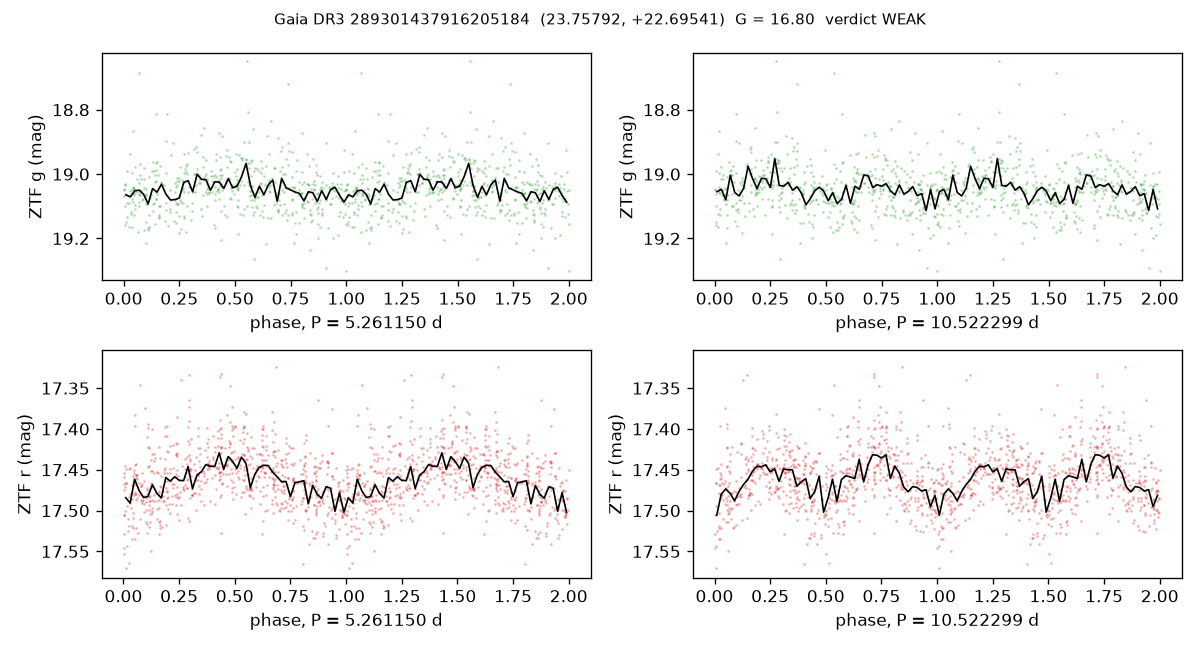 Gaia DR3 289301437916205184  (23.75792, +22.69541)  G = 16.80  verdict WEAK
ZTF g (mag)
18.8
19.0
19.2
0.00 0.25 0.50 0.75 1.00 1.25 1.50 1.75 2.00
phase, P = 5.261150 d
ZTF g (mag)
18.8
19.0
19.2
0.00 0.25 0.50 0.75 1.00 1.25 1.50 1.75 2.00
phase, P = 10.522299 d
ZTF r (mag)
17.35
17.40
17.45
17.50
17.55
0.00 0.25 0.50 0.75 1.00 1.25 1.50 1.75 2.00
phase, P = 5.261150 d
ZTF r (mag)
17.35
17.40
17.45
17.50
17.55
0.00 0.25 0.50 0.75 1.00 1.25 1.50 1.75 2.00
phase, P = 10.522299 d